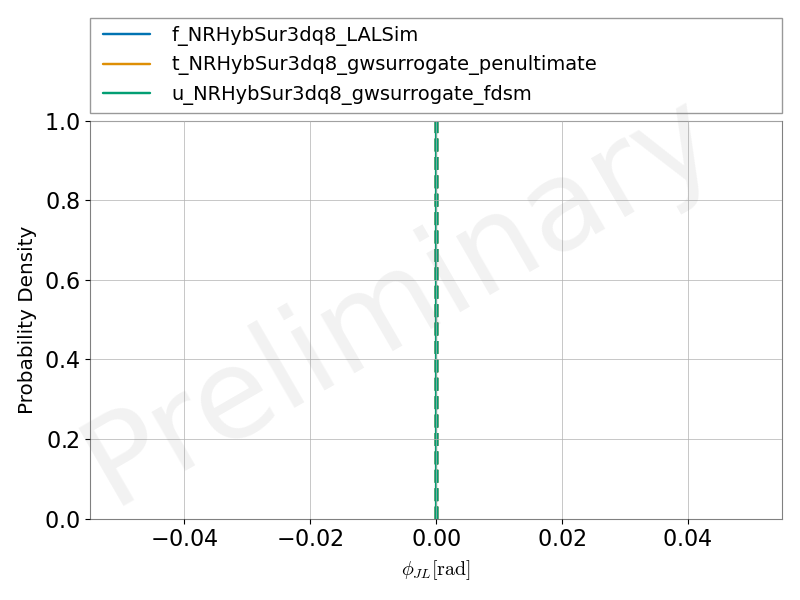 f_NRHybSur3dq8_LALSim
t_NRHybSur3dq8_gwsurrogate_penultimate
u_NRHybSur3dq8_gwsurrogate_fdsm
1.0
0.8
0.6
0.4
0.2
0.0
Probability Density
Preliminary
−0.04 −0.02 0.00 0.02 0.04
ϕ_JL[rad]